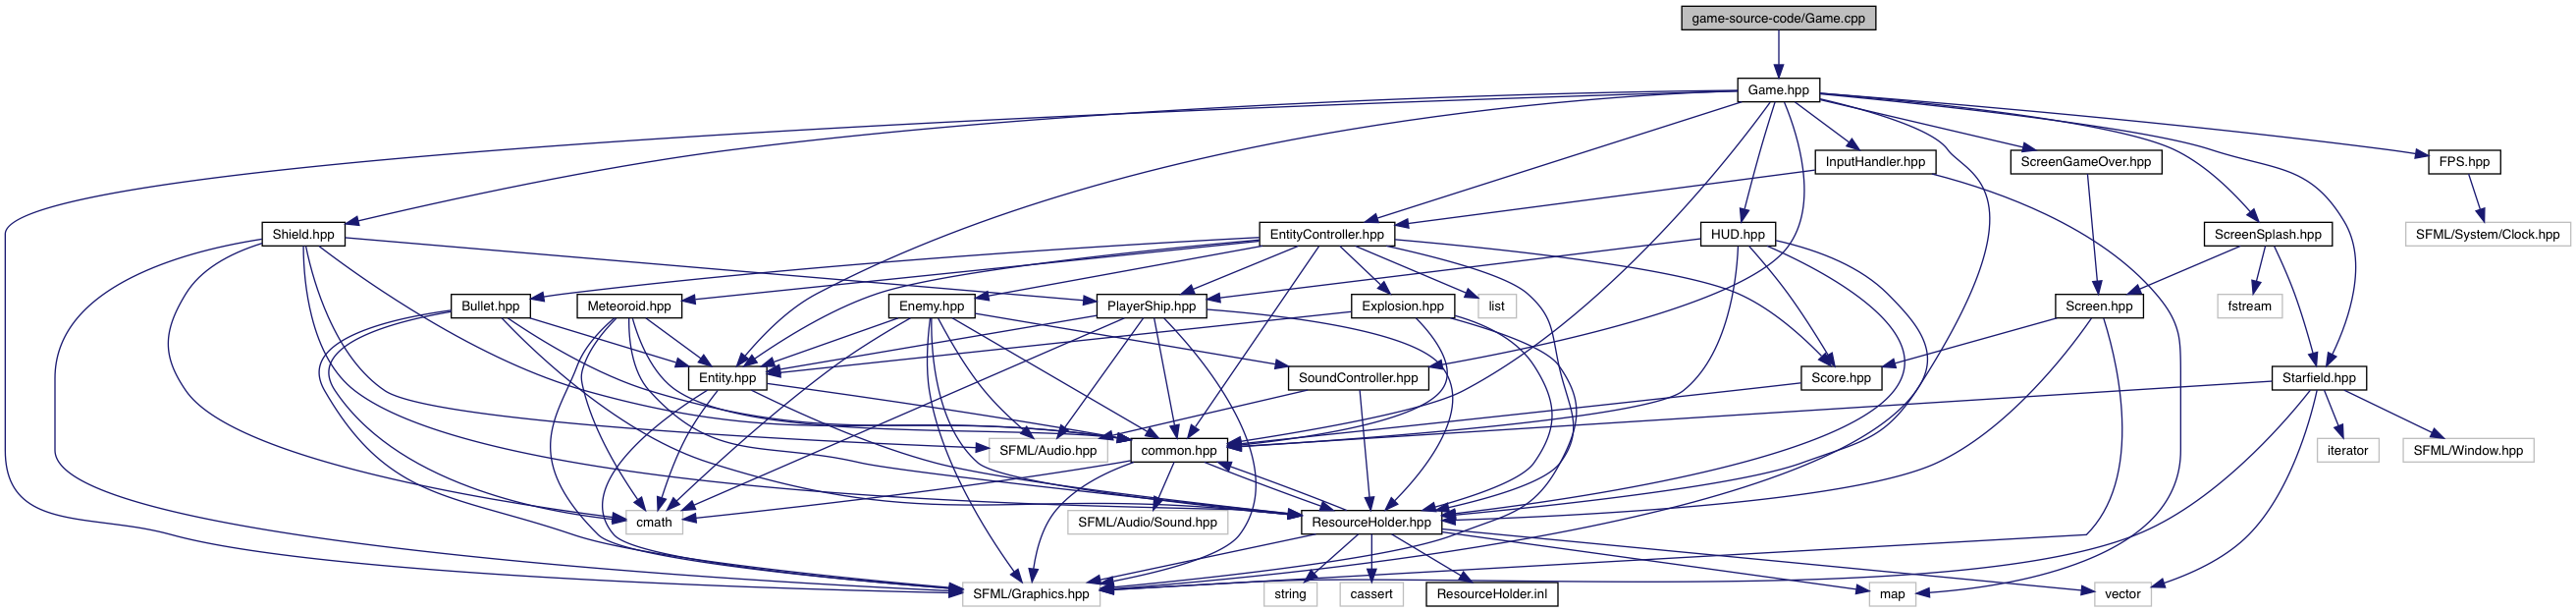 game-source-code/Game.cpp
Game.hpp
InputHandler.hpp
ScreenGameOver.hpp
FPS.hpp
Shield.hpp
EntityController.hpp
HUD.hpp
ScreenSplash.hpp
SFML/System/Clock.hpp
Bullet.hpp
Meteoroid.hpp
Enemy.hpp
PlayerShip.hpp
Explosion.hpp
list
Screen.hpp
fstream
Entity.hpp
SoundController.hpp
Score.hpp
Starfield.hpp
SFML/Audio.hpp
common.hpp
iterator
SFML/Window.hpp
cmath
SFML/Audio/Sound.hpp
ResourceHolder.hpp
SFML/Graphics.hpp
string
cassert
ResourceHolder.inl
map
vector